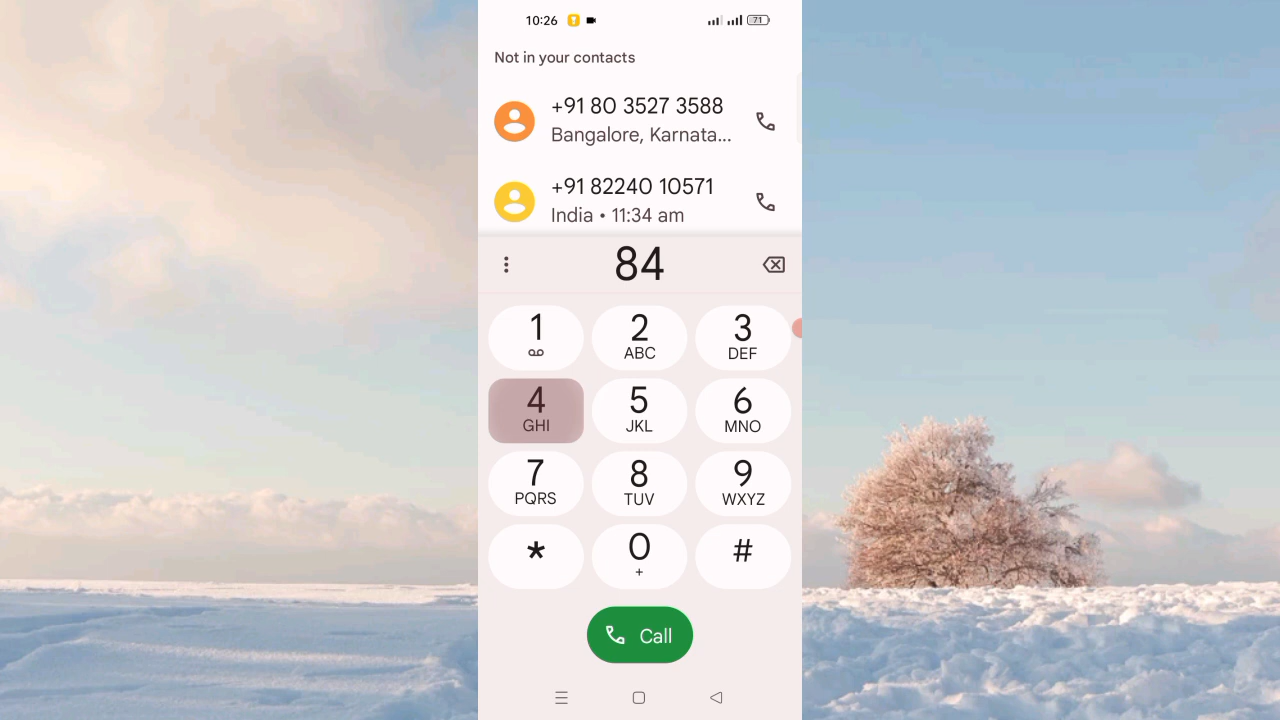 10:26
71
Not in your contacts
+91 80 3527 3588
Bangalore, Karnata...
+91 82240 10571
India • 11:34 am
84
1 2 3
ABC DEF
4 5 6
GHI JKL MNO
7 8 9
PQRS TUV WXYZ
* 0 #
+
Call